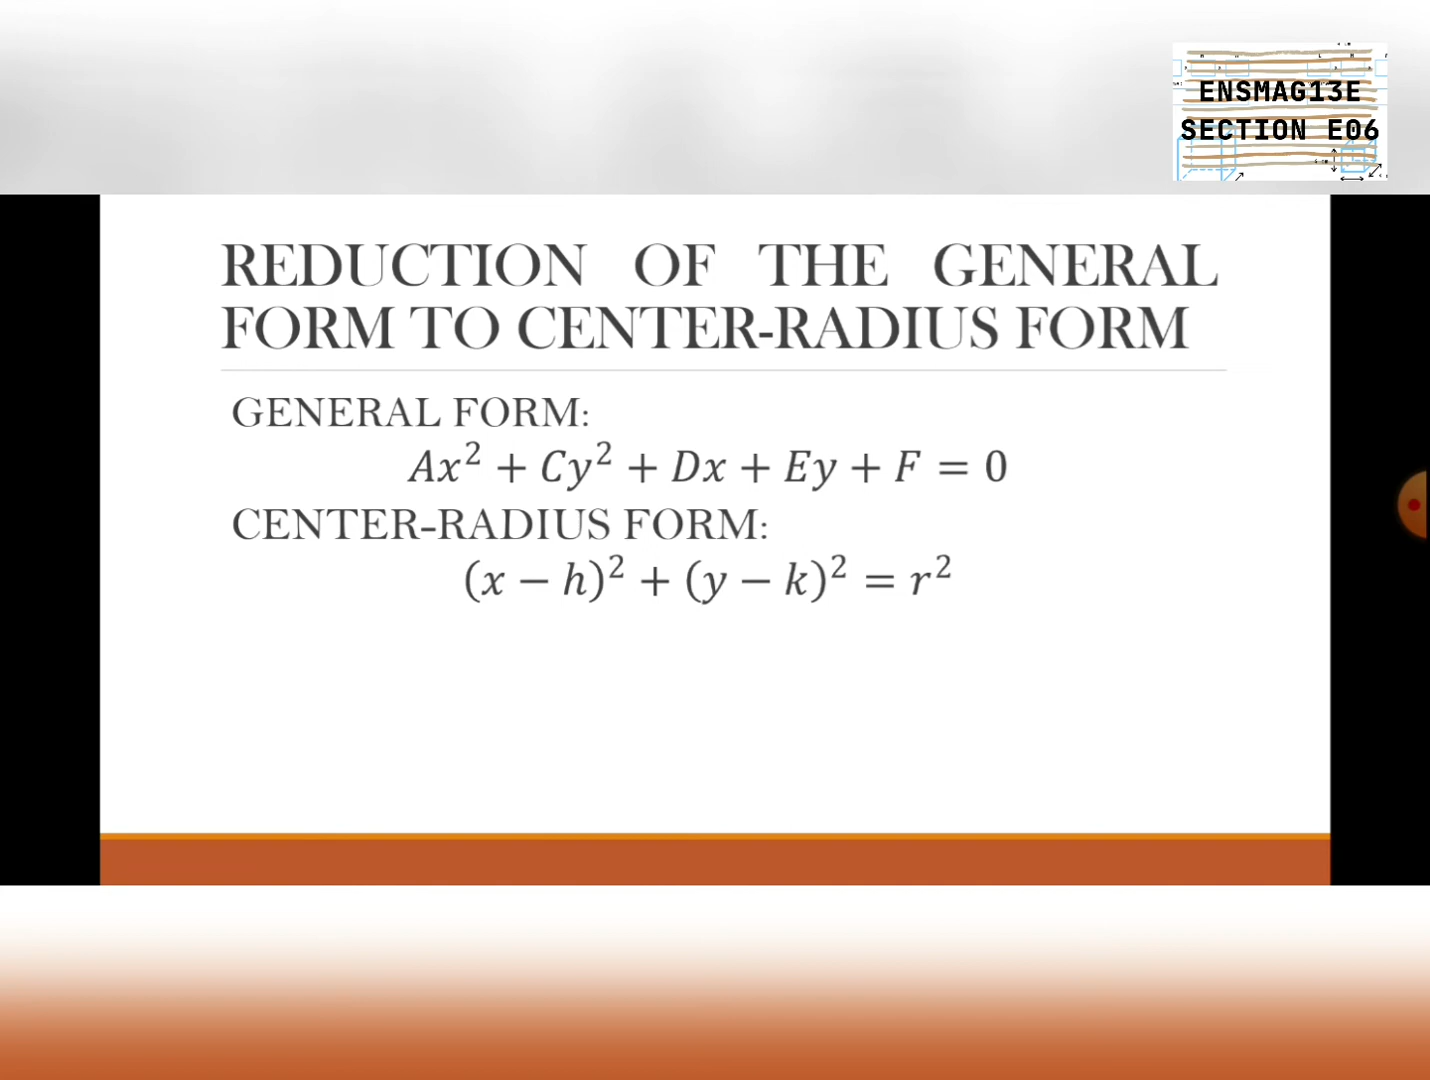 ENSMAG13E
SECTION E06
REDUCTION OF THE GENERAL
FORM TO CENTER-RADIUS FORM
GENERAL FORM:
Ax² + Cy² + Dx + Ey + F = 0
CENTER-RADIUS FORM:
(x − h)² + (y − k)² = r²